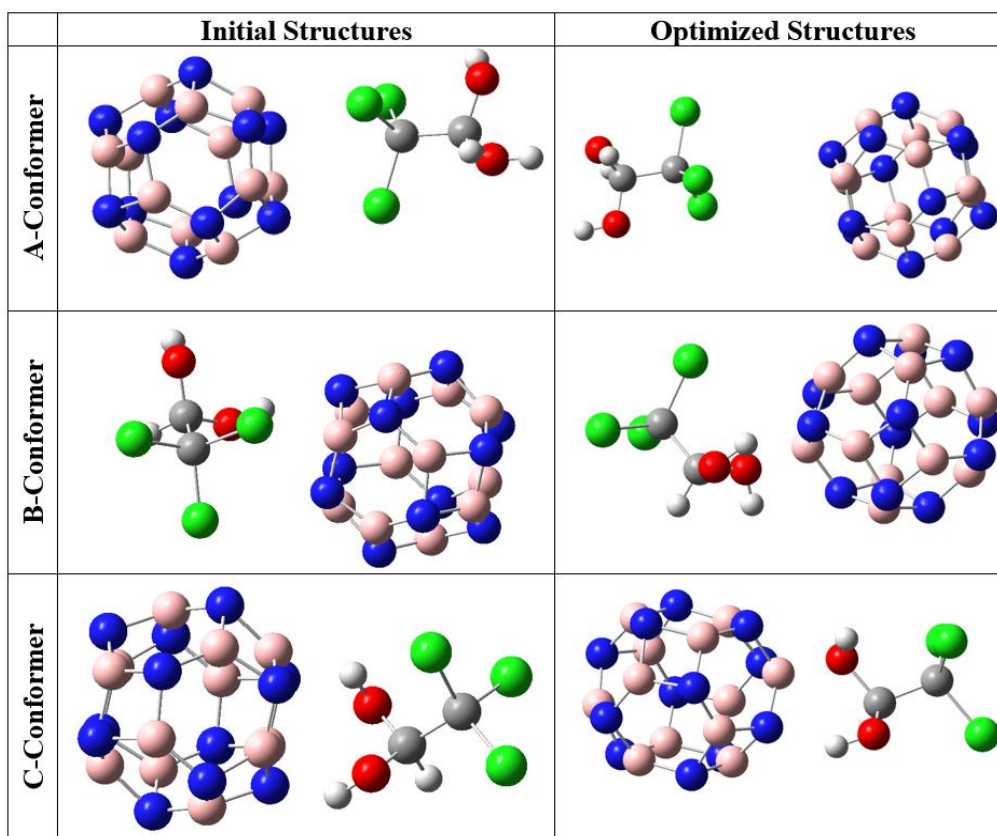 Initial Structures
Optimized Structures
A-Conformer
B-Conformer
C-Conformer